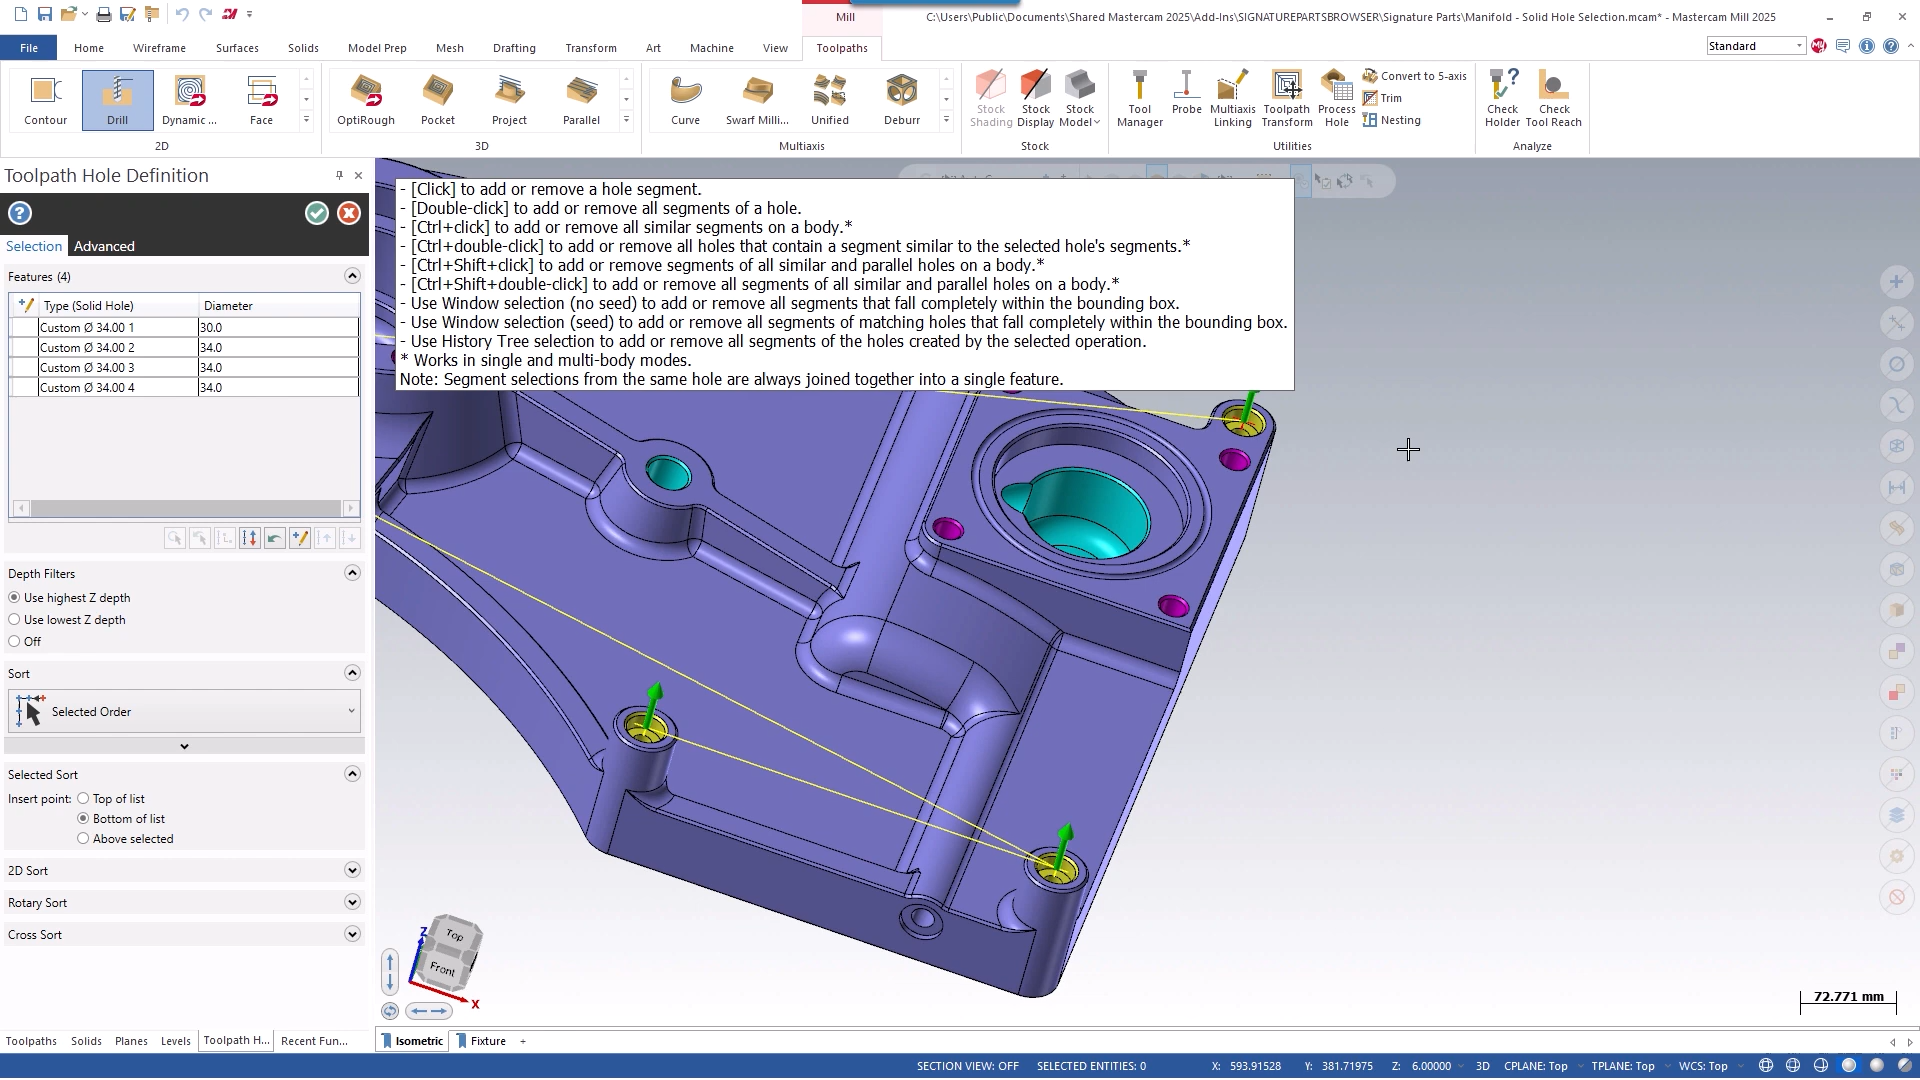 Mill
C:\Users\Public\Documents\Shared Mastercam 2025\Add-Ins\SIGNATUREPARTSBROWSER\Signature Parts\Manifold - Solid Hole Selection.mcam* - Mastercam Mill 2025
File Home Wireframe Surfaces Solids Model Prep Mesh Drafting Transform Art Machine View Toolpaths
Standard
Contour Drill Dynamic ... Face
2D
OptiRough Pocket Project Parallel
3D
Curve Swarf Milli... Unified Deburr
Multiaxis
Stock Shading Stock Display Stock Model
Stock
Tool Manager Probe Multiaxis Linking Toolpath Transform Process Hole
Convert to 5-axis
Trim
Nesting
Utilities
Check Holder Check Tool Reach
Analyze
Toolpath Hole Definition
Selection Advanced
Features (4)
Type (Solid Hole) Diameter
Custom Ø 34.00 1 30.0
Custom Ø 34.00 2 34.0
Custom Ø 34.00 3 34.0
Custom Ø 34.00 4 34.0
Depth Filters
Use highest Z depth
Use lowest Z depth
Off
Sort
Selected Order
Selected Sort
Insert point: Top of list
Bottom of list
Above selected
2D Sort
Rotary Sort
Cross Sort
- [Click] to add or remove a hole segment.
- [Double-click] to add or remove all segments of a hole.
- [Ctrl+click] to add or remove all similar segments on a body.*
- [Ctrl+double-click] to add or remove all holes that contain a segment similar to the selected hole's segments.*
- [Ctrl+Shift+click] to add or remove segments of all similar and parallel holes on a body.*
- [Ctrl+Shift+double-click] to add or remove all segments of all similar and parallel holes on a body.*
- Use Window selection (no seed) to add or remove all segments that fall completely within the bounding box.
- Use Window selection (seed) to add or remove all segments of matching holes that fall completely within the bounding box.
- Use History Tree selection to add or remove all segments of the holes created by the selected operation.
* Works in single and multi-body modes.
Note: Segment selections from the same hole are always joined together into a single feature.
Z
Top
Front
X
72.771 mm
Toolpaths Solids Planes Levels Toolpath H... Recent Fun...
Isometric Fixture +
SECTION VIEW: OFF SELECTED ENTITIES: 0 X: 593.91528 Y: 381.71975 Z: 6.00000 3D CPLANE: Top TPLANE: Top WCS: Top